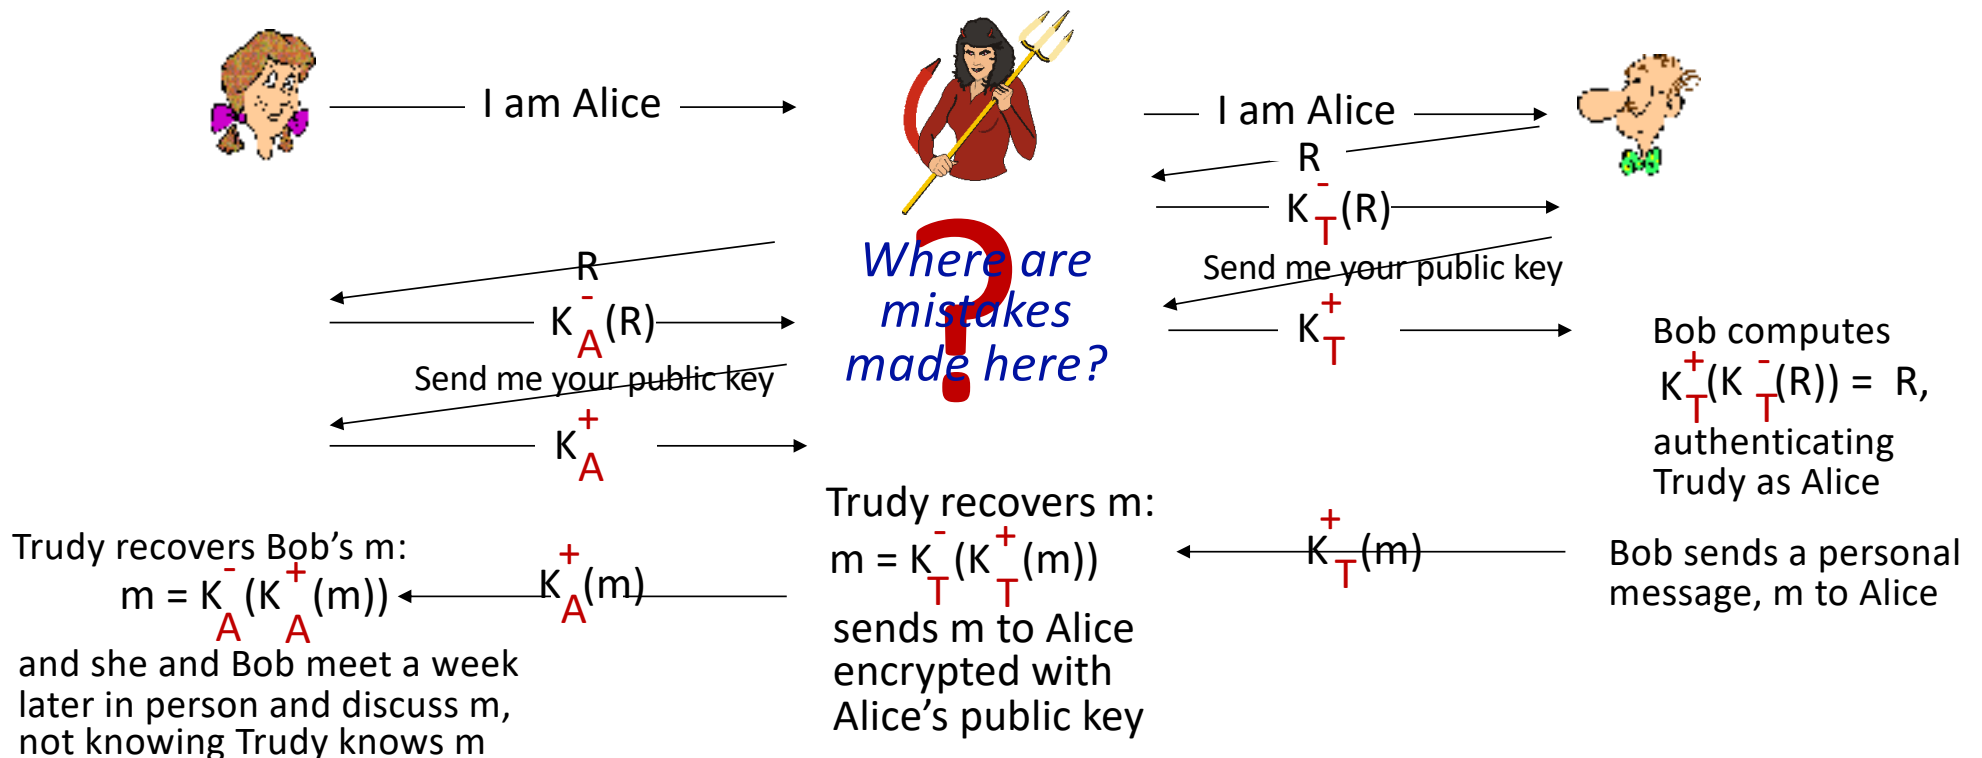 I am Alice
I am Alice
R
K-T(R)
Send me your public key
K+T
R
K-A(R)
Send me your public key
K+A
?
Where are
mistakes
made here?
Bob computes
K+T(K-T(R)) = R,
authenticating
Trudy as Alice
Bob sends a personal
message, m to Alice
K+T(m)
Trudy recovers m:
m = K-T(K+T(m))
sends m to Alice
encrypted with
Alice’s public key
K+A(m)
Trudy recovers Bob’s m:
m = K-A(K+A(m))
and she and Bob meet a week
later in person and discuss m,
not knowing Trudy knows m